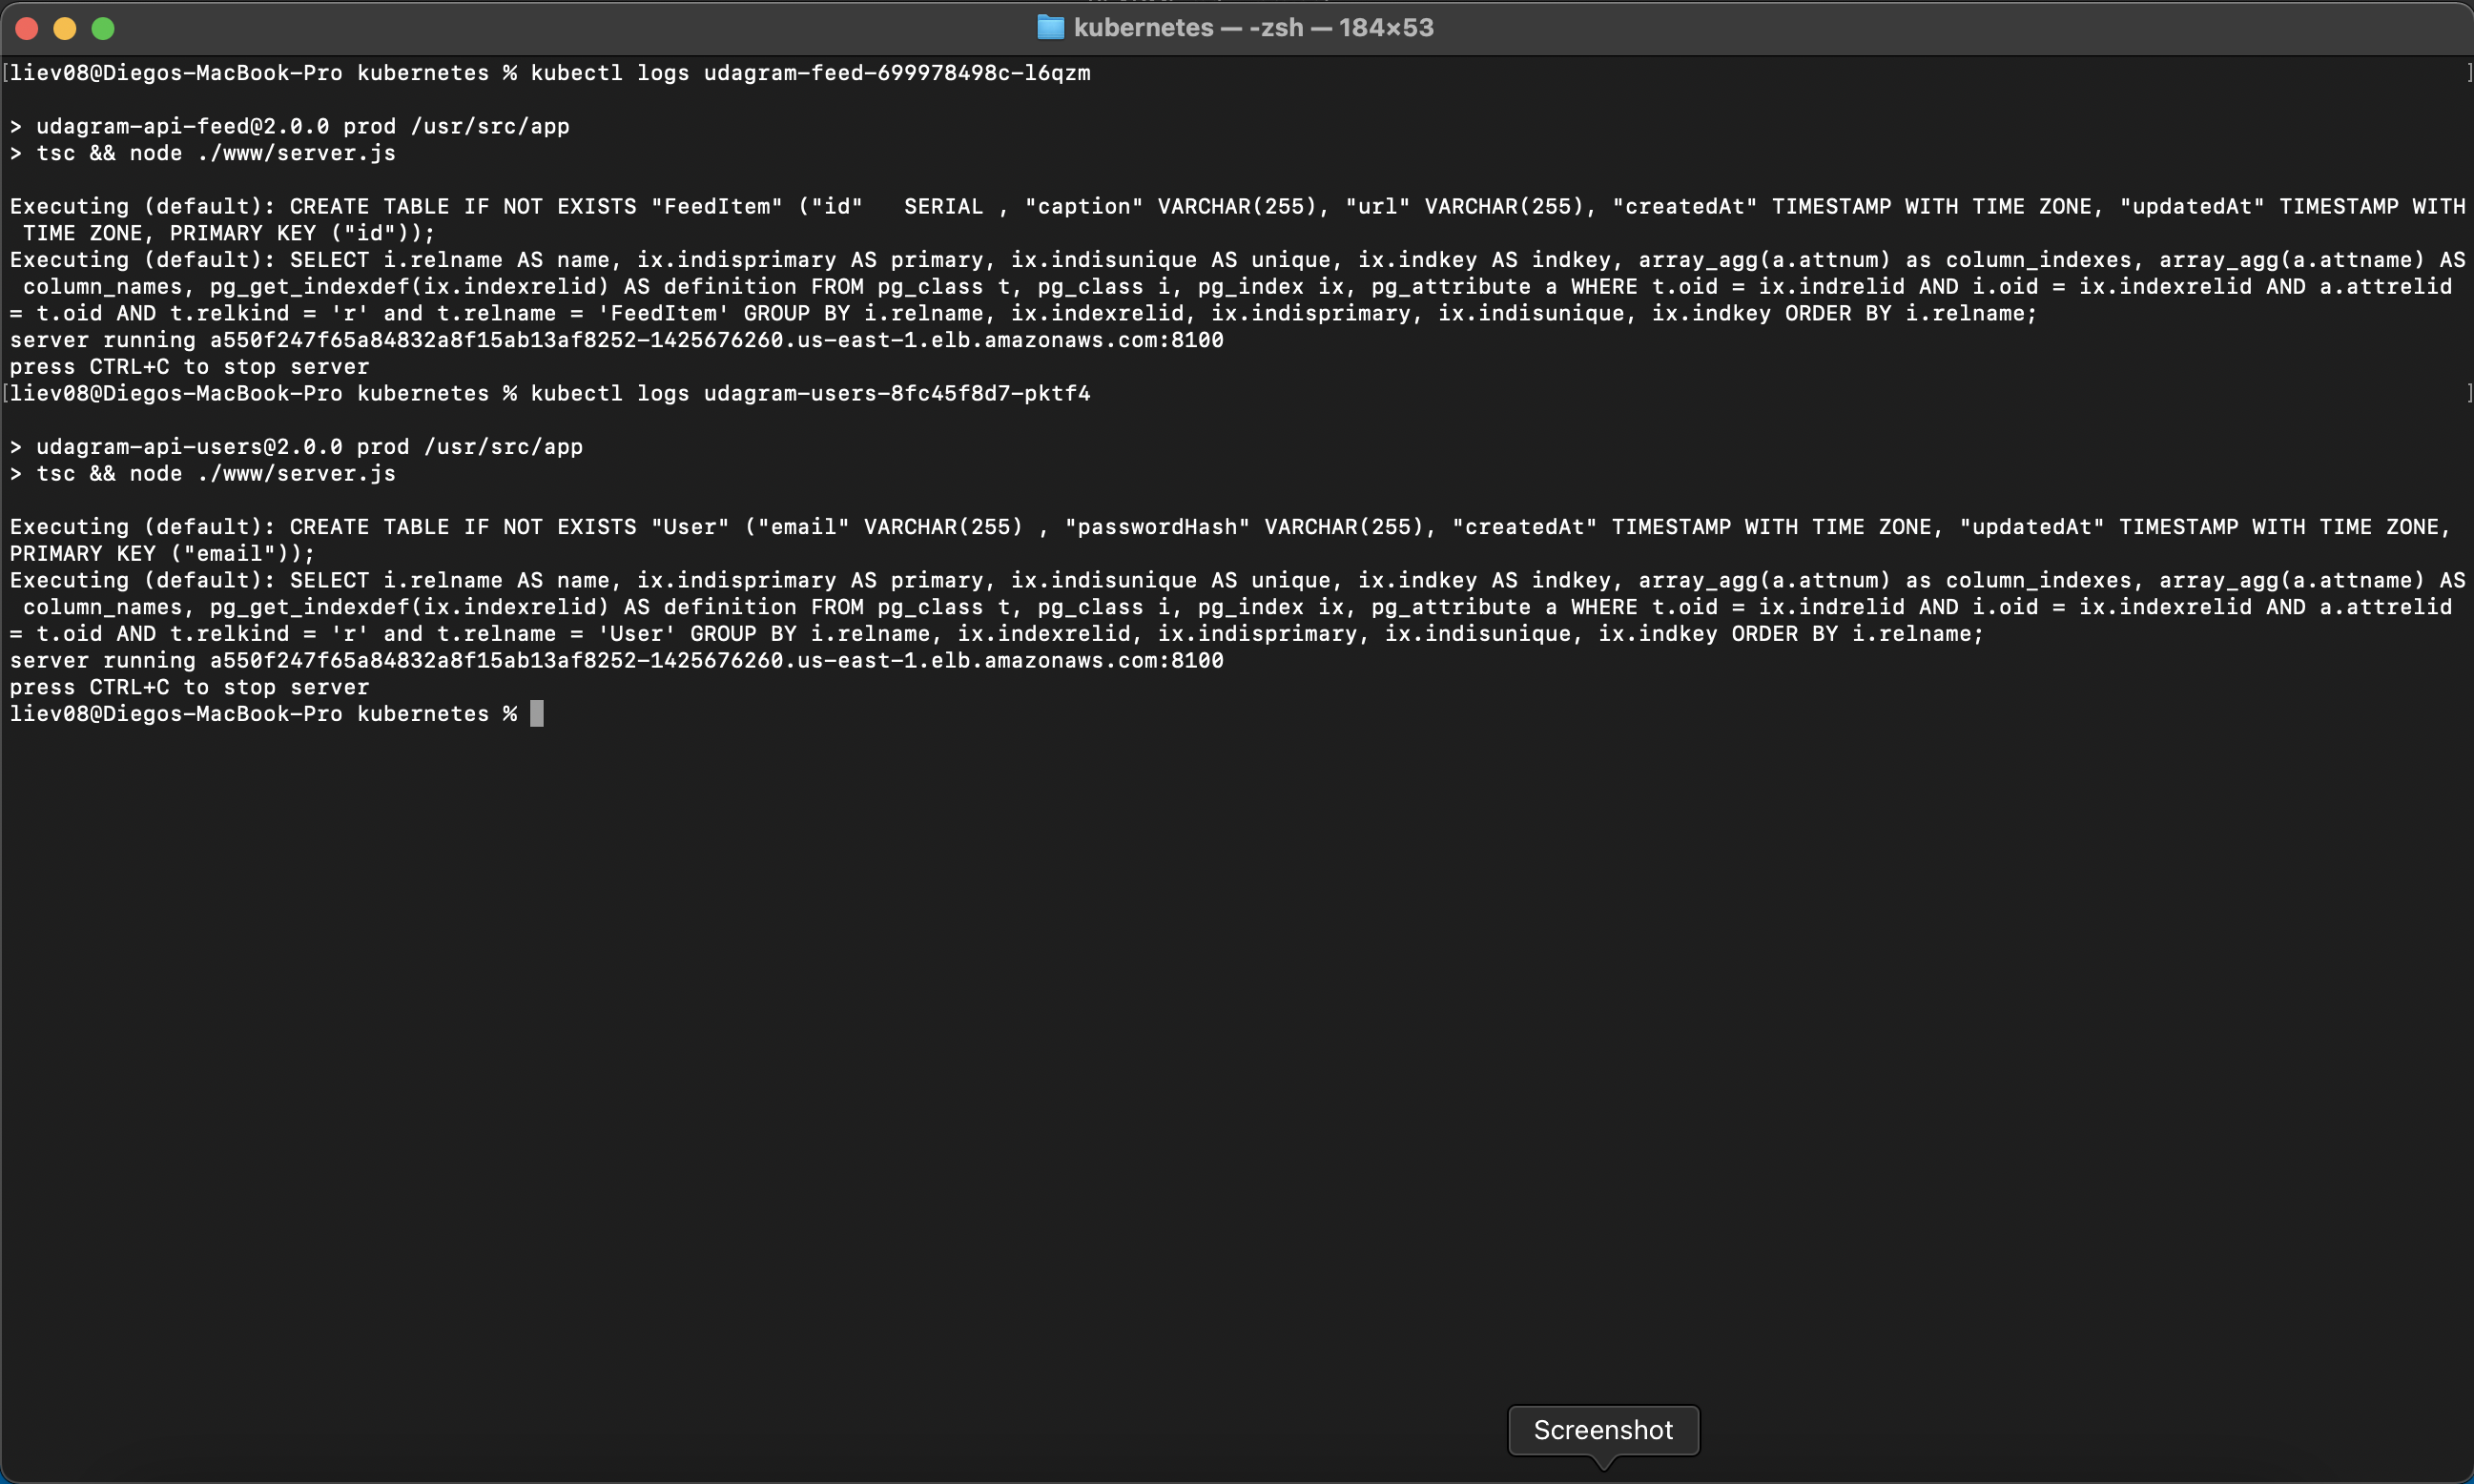 kubernetes — -zsh — 184×53
[liev08@Diegos-MacBook-Pro kubernetes % kubectl logs udagram-feed-699978498c-l6qzm ]
> udagram-api-feed@2.0.0 prod /usr/src/app
> tsc && node ./www/server.js
Executing (default): CREATE TABLE IF NOT EXISTS "FeedItem" ("id"   SERIAL , "caption" VARCHAR(255), "url" VARCHAR(255), "createdAt" TIMESTAMP WITH TIME ZONE, "updatedAt" TIMESTAMP WITH
 TIME ZONE, PRIMARY KEY ("id"));
Executing (default): SELECT i.relname AS name, ix.indisprimary AS primary, ix.indisunique AS unique, ix.indkey AS indkey, array_agg(a.attnum) as column_indexes, array_agg(a.attname) AS
 column_names, pg_get_indexdef(ix.indexrelid) AS definition FROM pg_class t, pg_class i, pg_index ix, pg_attribute a WHERE t.oid = ix.indrelid AND i.oid = ix.indexrelid AND a.attrelid
= t.oid AND t.relkind = 'r' and t.relname = 'FeedItem' GROUP BY i.relname, ix.indexrelid, ix.indisprimary, ix.indisunique, ix.indkey ORDER BY i.relname;
server running a550f247f65a84832a8f15ab13af8252-1425676260.us-east-1.elb.amazonaws.com:8100
press CTRL+C to stop server
[liev08@Diegos-MacBook-Pro kubernetes % kubectl logs udagram-users-8fc45f8d7-pktf4 ]
> udagram-api-users@2.0.0 prod /usr/src/app
> tsc && node ./www/server.js
Executing (default): CREATE TABLE IF NOT EXISTS "User" ("email" VARCHAR(255) , "passwordHash" VARCHAR(255), "createdAt" TIMESTAMP WITH TIME ZONE, "updatedAt" TIMESTAMP WITH TIME ZONE,
PRIMARY KEY ("email"));
Executing (default): SELECT i.relname AS name, ix.indisprimary AS primary, ix.indisunique AS unique, ix.indkey AS indkey, array_agg(a.attnum) as column_indexes, array_agg(a.attname) AS
 column_names, pg_get_indexdef(ix.indexrelid) AS definition FROM pg_class t, pg_class i, pg_index ix, pg_attribute a WHERE t.oid = ix.indrelid AND i.oid = ix.indexrelid AND a.attrelid
= t.oid AND t.relkind = 'r' and t.relname = 'User' GROUP BY i.relname, ix.indexrelid, ix.indisprimary, ix.indisunique, ix.indkey ORDER BY i.relname;
server running a550f247f65a84832a8f15ab13af8252-1425676260.us-east-1.elb.amazonaws.com:8100
press CTRL+C to stop server
liev08@Diegos-MacBook-Pro kubernetes %
Screenshot